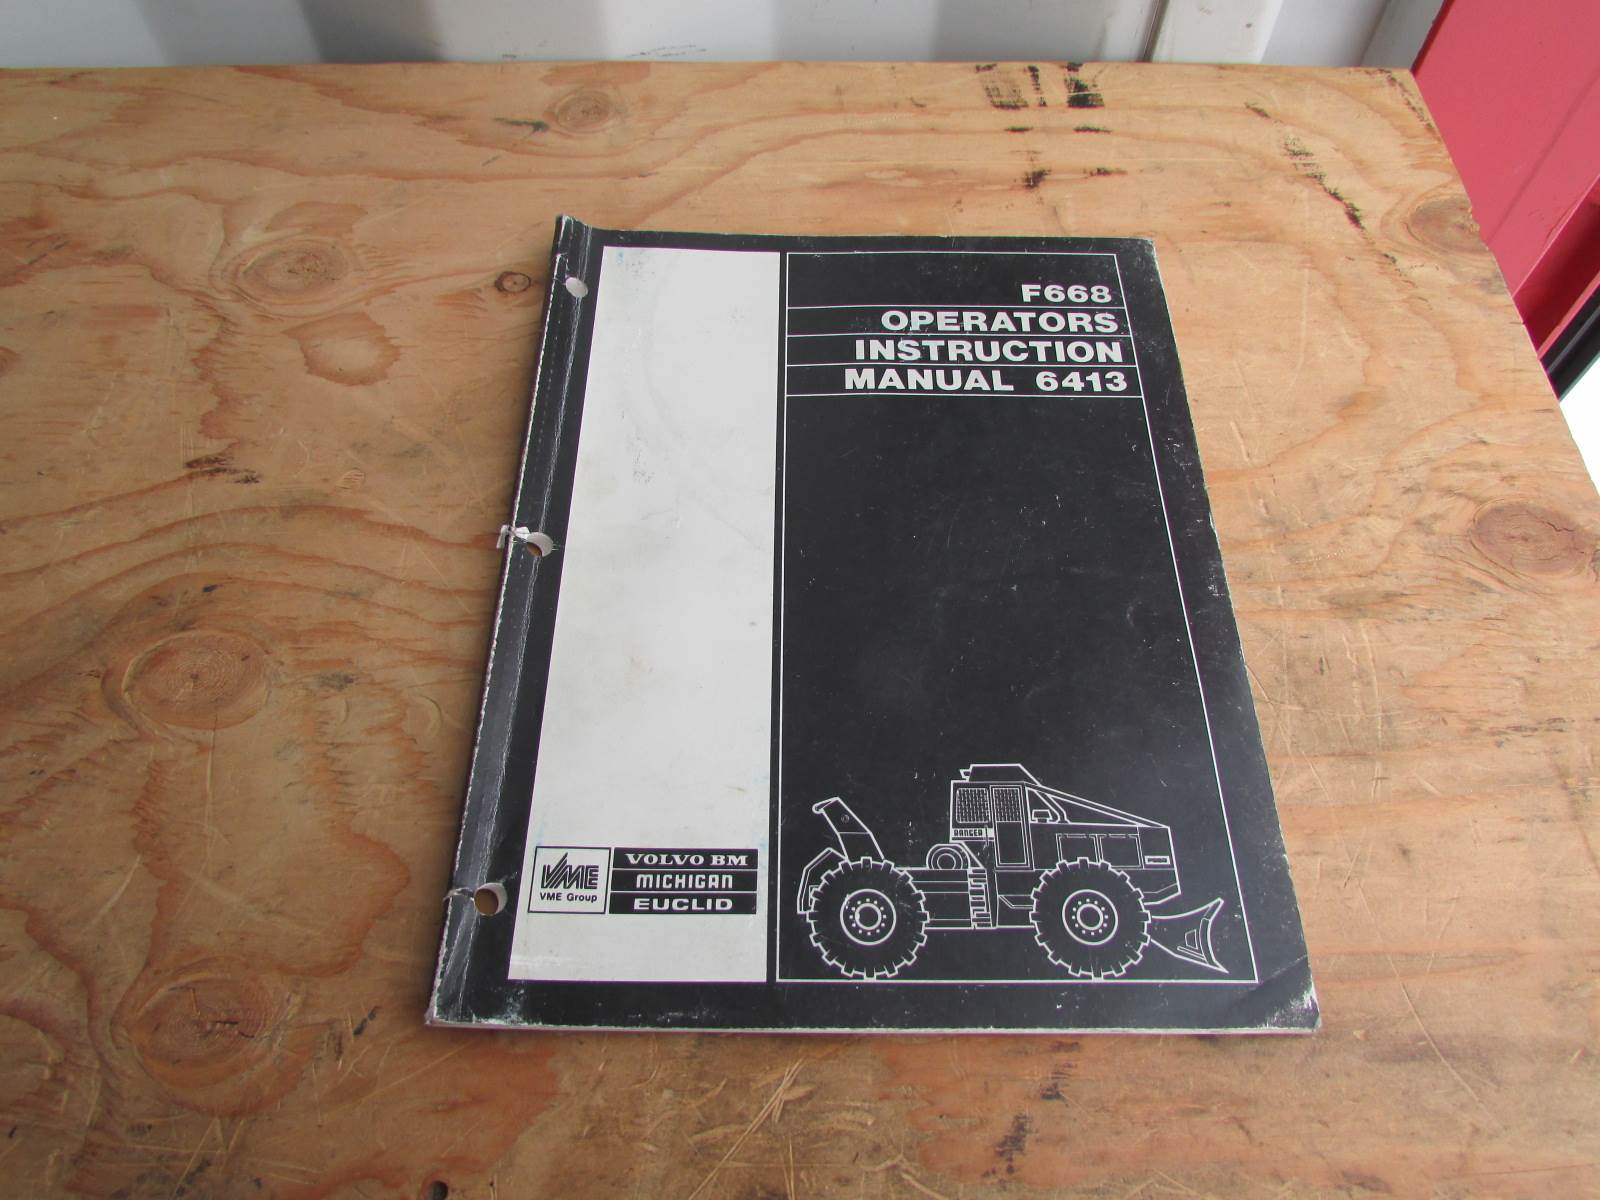 F668
OPERATORS
INSTRUCTION
MANUAL 6413
RANGER
VME
VME Group
VOLVO BM
MICHIGAN
EUCLID